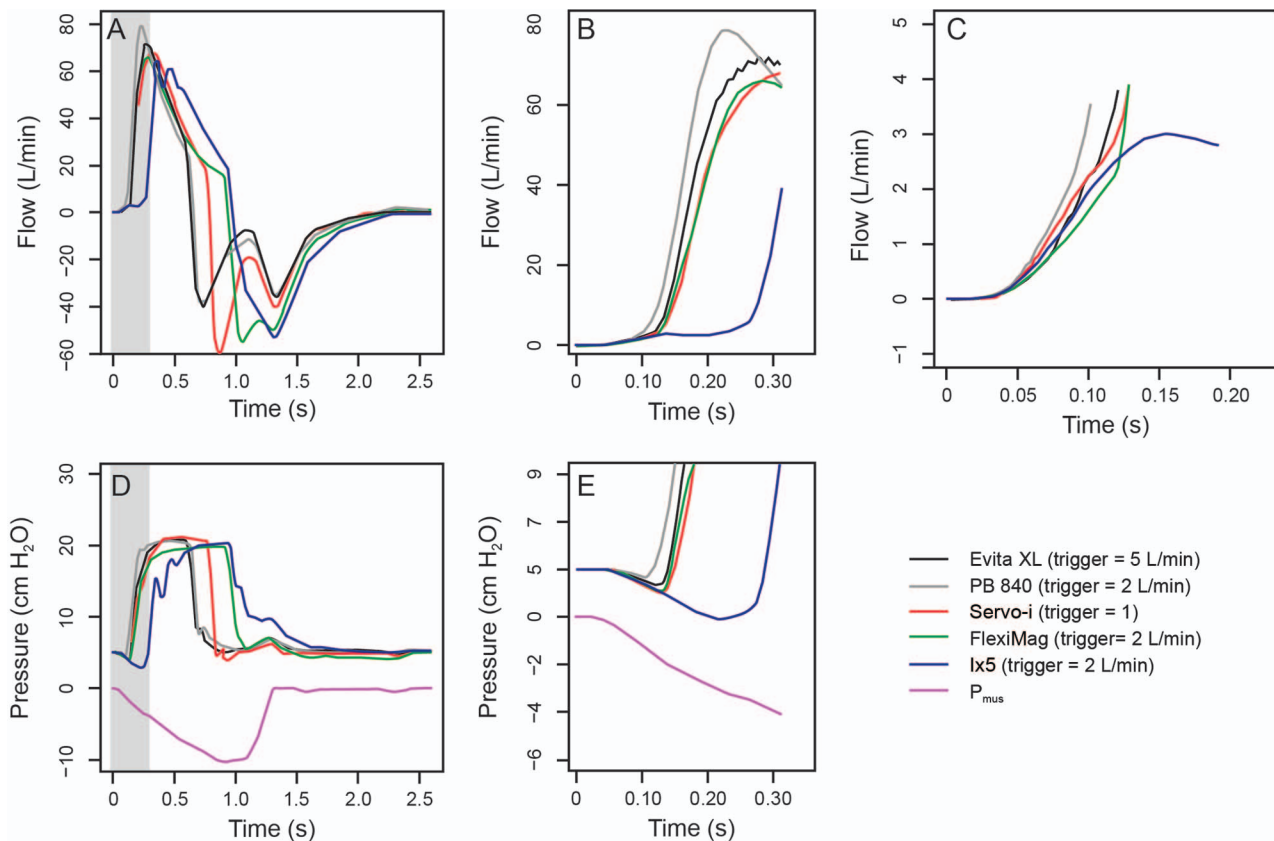 A
Flow (L/min)
80
60
40
20
0
−20
−40
−60
0
0.5
1.0
1.5
2.0
2.5
Time (s)
B
Flow (L/min)
80
60
40
20
0
0
0.10
0.20
0.30
Time (s)
C
Flow (L/min)
5
4
3
2
1
0
−1
0
0.05
0.10
0.15
0.20
Time (s)
D
Pressure (cm H₂O)
30
20
10
0
−10
0
0.5
1.0
1.5
2.0
2.5
Time (s)
E
Pressure (cm H₂O)
9
7
5
0
−2
−4
−6
0
0.10
0.20
0.30
Time (s)
Evita XL (trigger = 5 L/min)
PB 840 (trigger = 2 L/min)
Servo-i (trigger = 1)
FlexiMag (trigger= 2 L/min)
Ix5 (trigger = 2 L/min)
Pmus